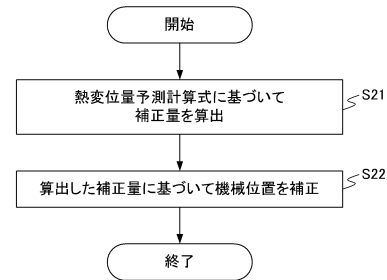 開始
熱変位量予測計算式に基づいて
補正量を算出
S21
算出した補正量に基づいて機械位置を補正
S22
終了